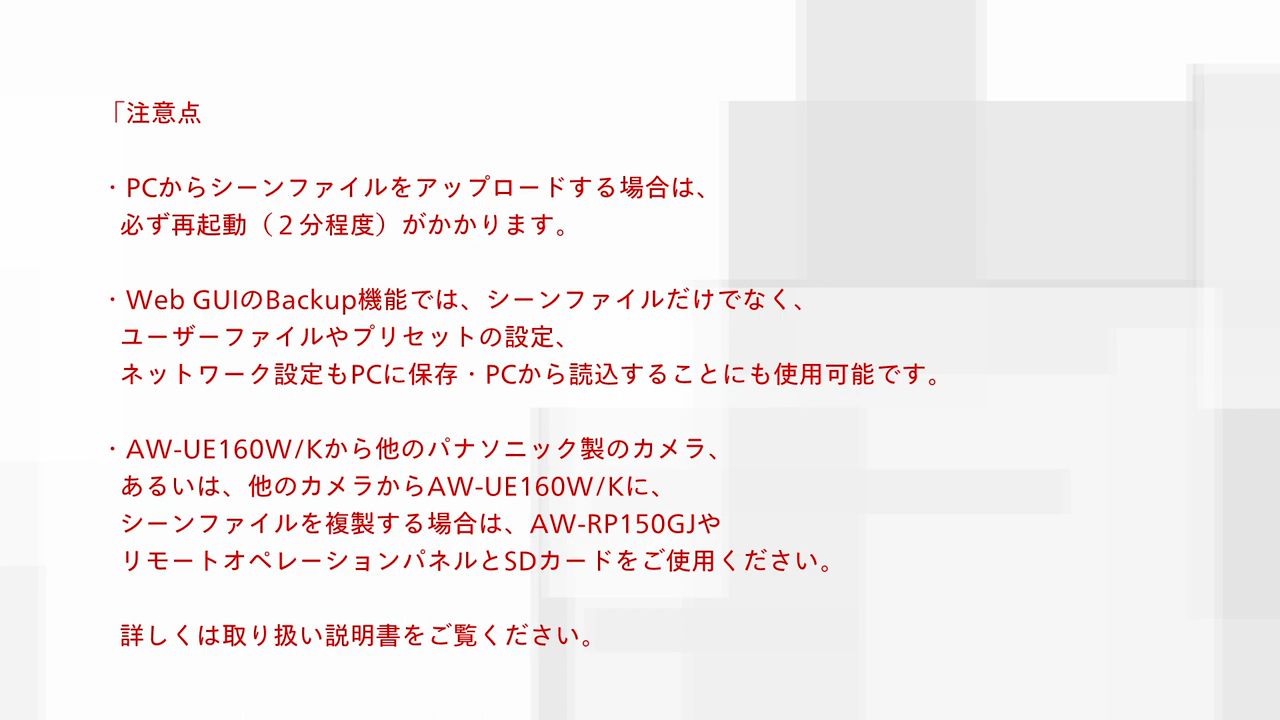 「注意点
・PCからシーンファイルをアップロードする場合は、
必ず再起動（２分程度）がかかります。
・Web GUIのBackup機能では、シーンファイルだけでなく、
ユーザーファイルやプリセットの設定、
ネットワーク設定もPCに保存・PCから読込することにも使用可能です。
・AW-UE160W/Kから他のパナソニック製のカメラ、
あるいは、他のカメラからAW-UE160W/Kに、
シーンファイルを複製する場合は、AW-RP150GJや
リモートオペレーションパネルとSDカードをご使用ください。
詳しくは取り扱い説明書をご覧ください。